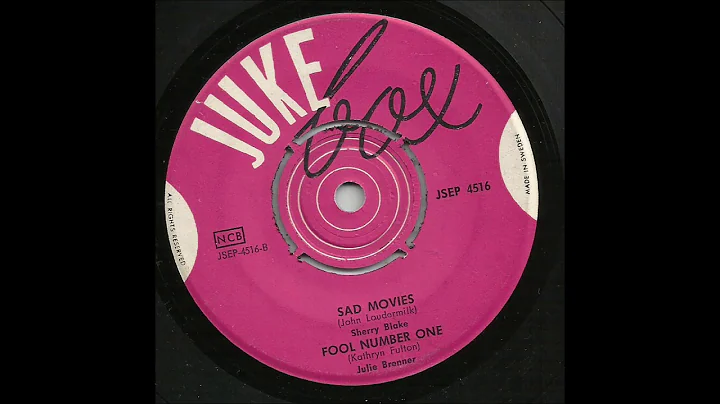 JUKE
box
JSEP 4516
MADE IN SWEDEN
ALL RIGHTS RESERVED
NCB
JSEP-4516-B
SAD MOVIES
(John Laudermilk)
Sherry Blake
FOOL NUMBER ONE
(Kathryn Fulton)
Julie Brenner